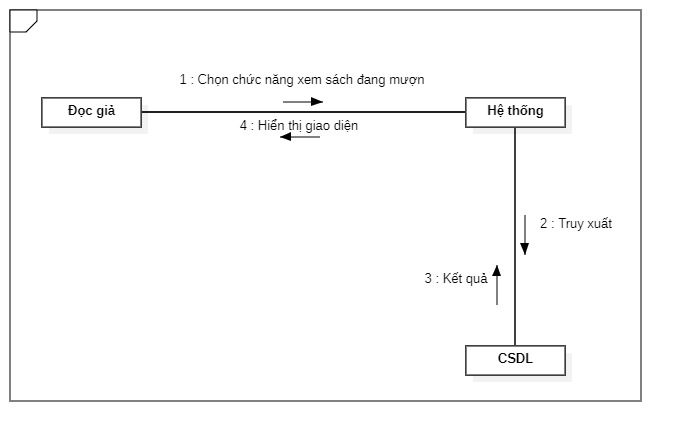 1 : Chọn chức năng xem sách đang mượn
Đọc giả
Hệ thống
4 : Hiển thị giao diện
2 : Truy xuất
3 : Kết quả
CSDL